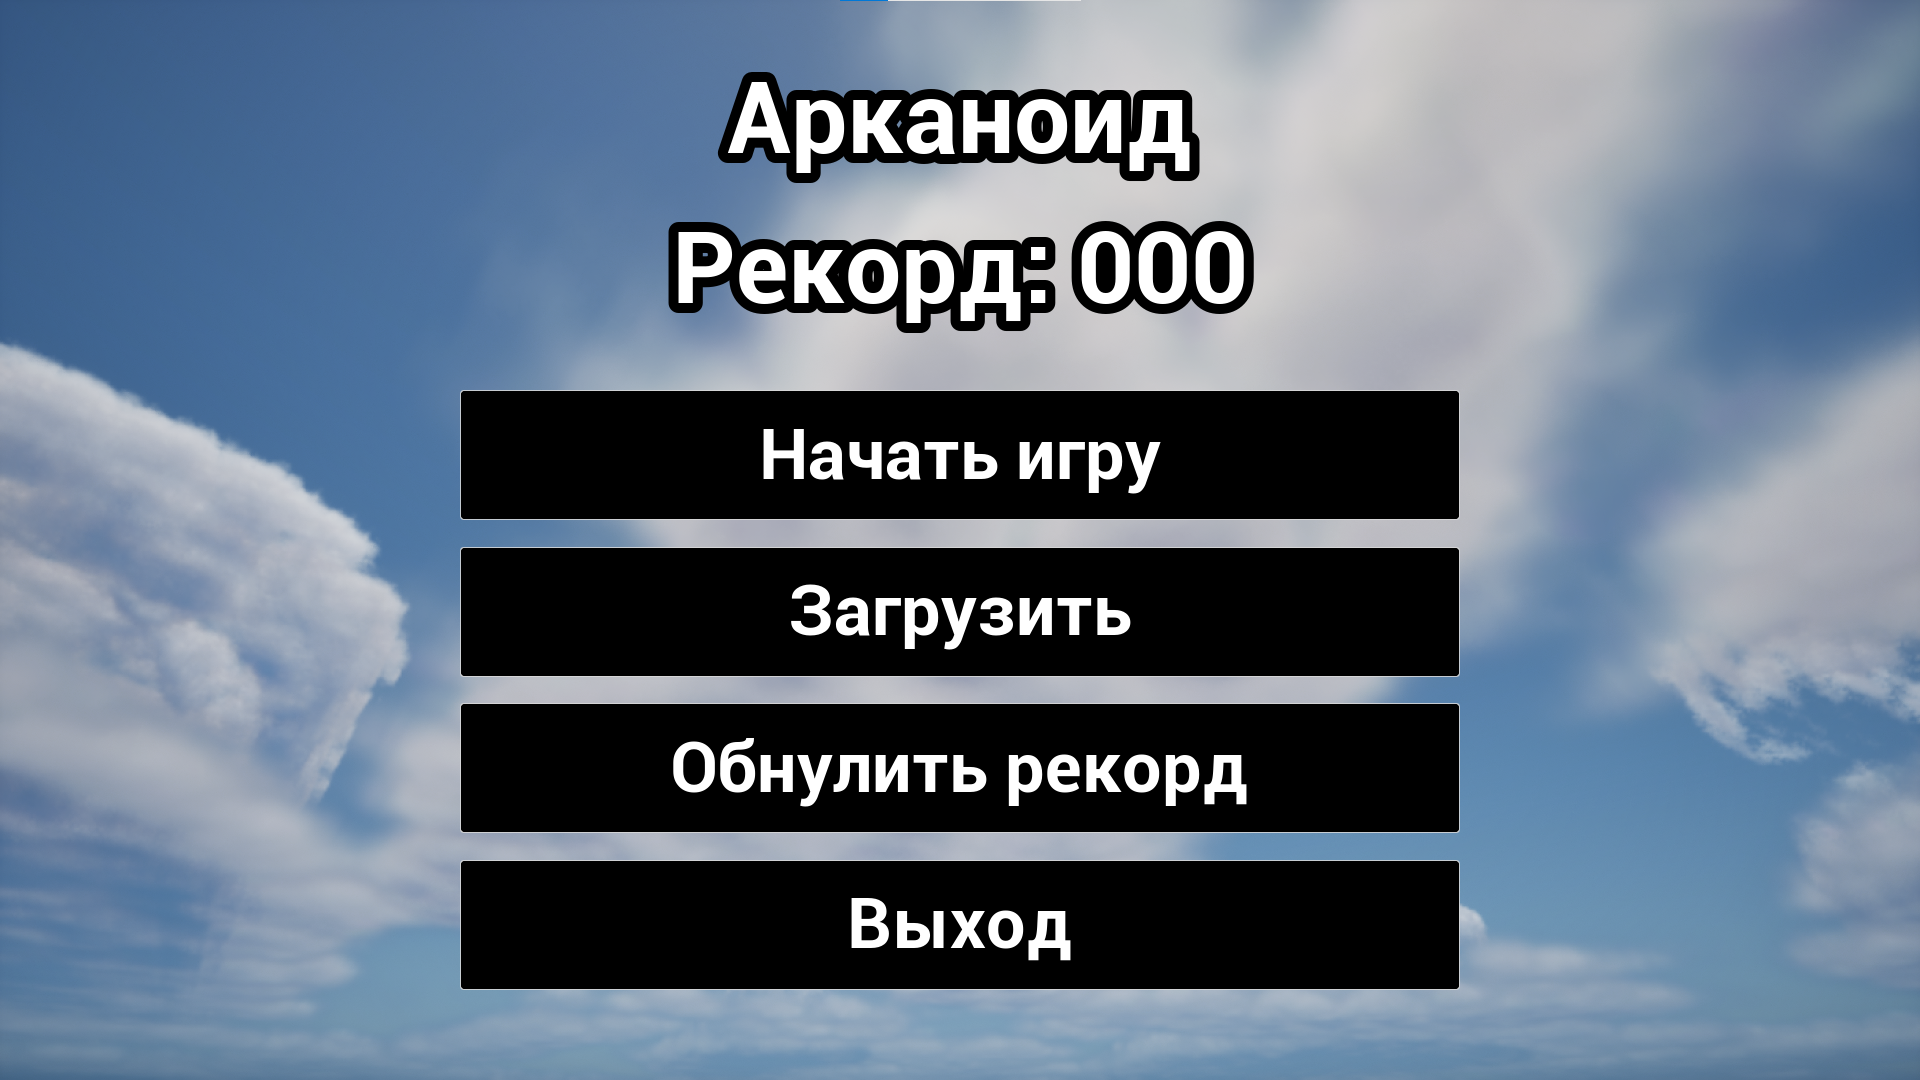 Арканоид
Рекорд: 000
Начать игру
Загрузить
Обнулить рекорд
Выход